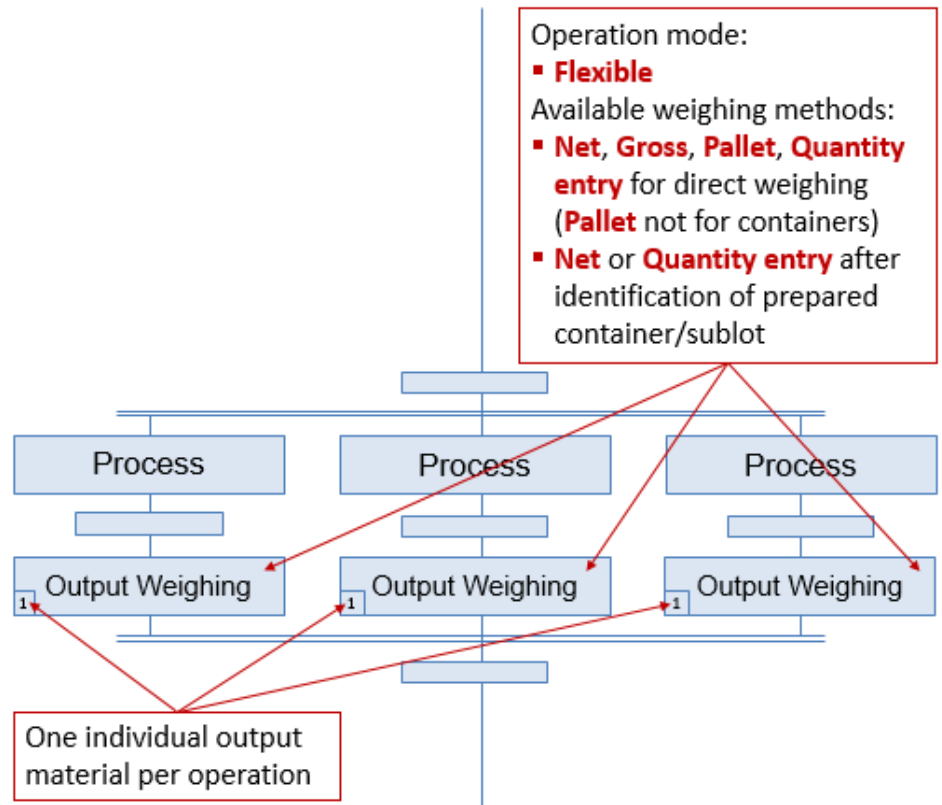 Operation mode:
▪ Flexible
Available weighing methods:
▪ Net, Gross, Pallet, Quantity
entry for direct weighing
(Pallet not for containers)
▪ Net or Quantity entry after
identification of prepared
container/sublot
Process
Process
Process
Output Weighing
1
Output Weighing
1
Output Weighing
1
One individual output
material per operation